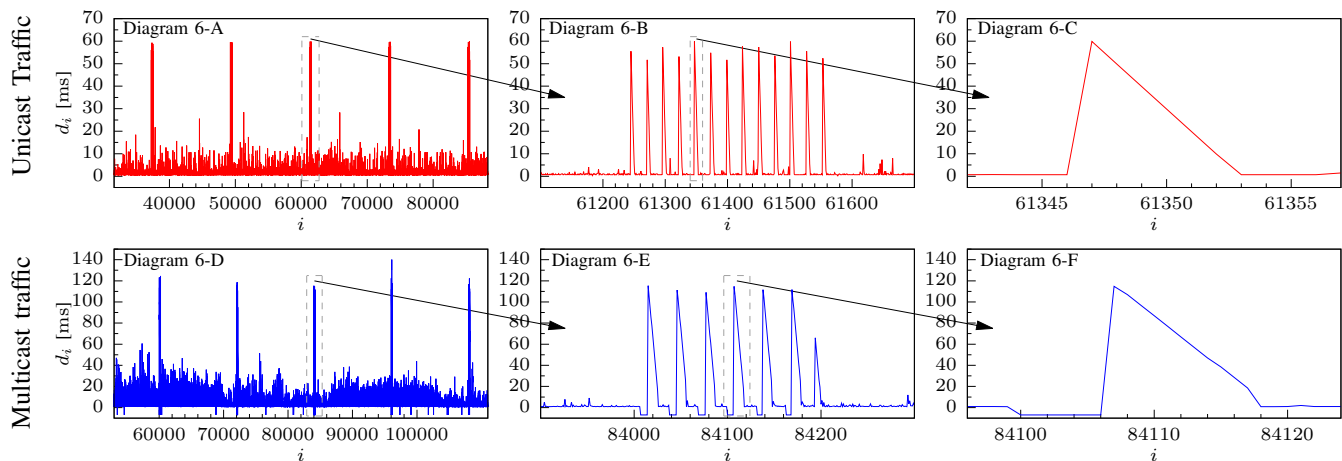 Unicast Traffic
d_i [ms]
70
60
50
40
30
20
10
0
Diagram 6-A
40000 50000 60000 70000 80000
i
70
60
50
40
30
20
10
0
Diagram 6-B
61200 61300 61400 61500 61600
i
70
60
50
40
30
20
10
0
Diagram 6-C
61345 61350 61355
i
Multicast traffic
d_i [ms]
140
120
100
80
60
40
20
0
Diagram 6-D
60000 70000 80000 90000 100000
i
140
120
100
80
60
40
20
0
Diagram 6-E
84000 84100 84200
i
140
120
100
80
60
40
20
0
Diagram 6-F
84100 84110 84120
i